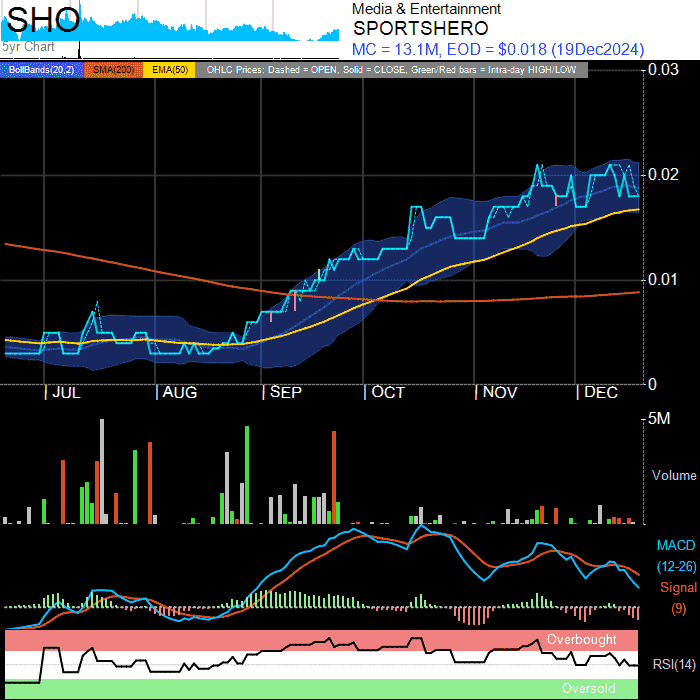 SHO
5yr Chart
Media & Entertainment
SPORTSHERO
MC = 13.1M, EOD = $0.018 (19Dec2024)
BollBands(20,2) SMA(200) EMA(50) OHLC Prices: Dashed = OPEN, Solid = CLOSE, Green/Red bars = Intra-day HIGH/LOW
0.03
0.02
0.01
0
JUL AUG SEP OCT NOV DEC
5M
Volume
MACD
(12-26)
Signal
(9)
Overbought
RSI(14)
Oversold